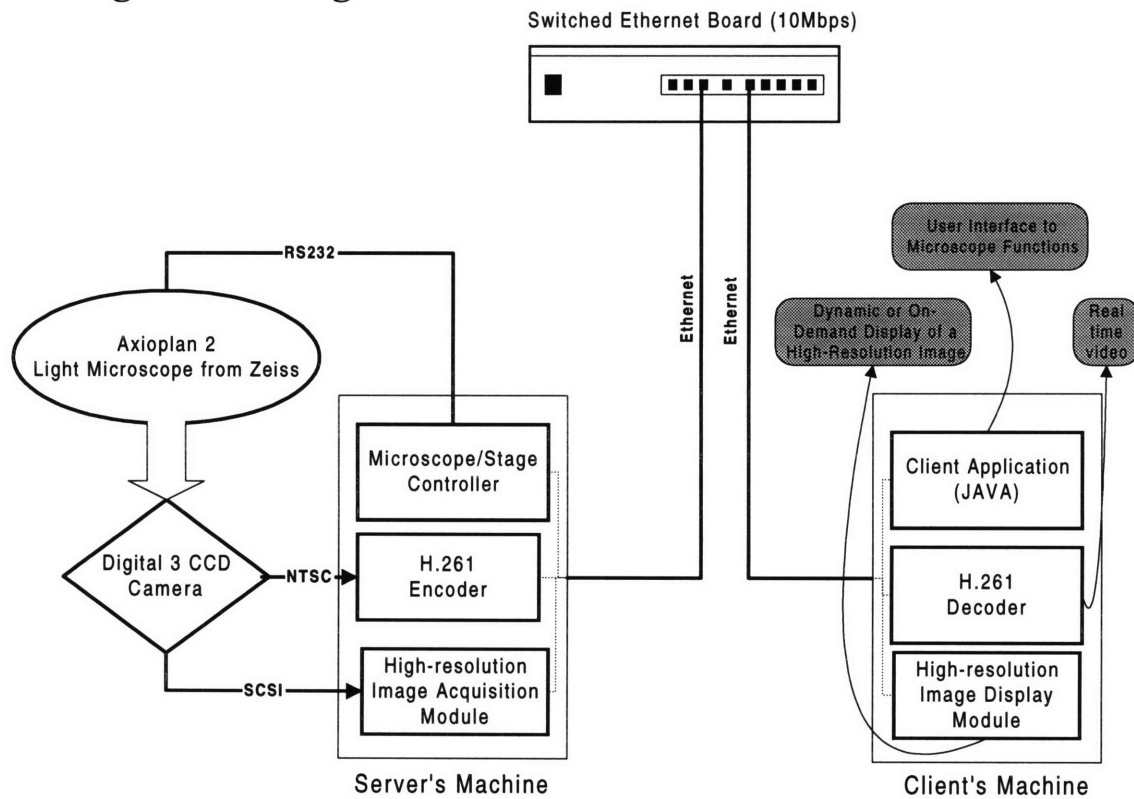 Switched Ethernet Board (10Mbps)
RS232
Ethernet
Ethernet
User Interface to
Microscope Functions
Dynamic or On-
Demand Display of a
High-Resolution Image
Real
time
video
Axioplan 2
Light Microscope from Zeiss
Microscope/Stage
Controller
Client Application
(JAVA)
Digital 3 CCD
Camera
NTSC
H.261
Encoder
H.261
Decoder
High-resolution
Image Acquisition
Module
SCSI
High-resolution
Image Display
Module
Server's Machine
Client's Machine